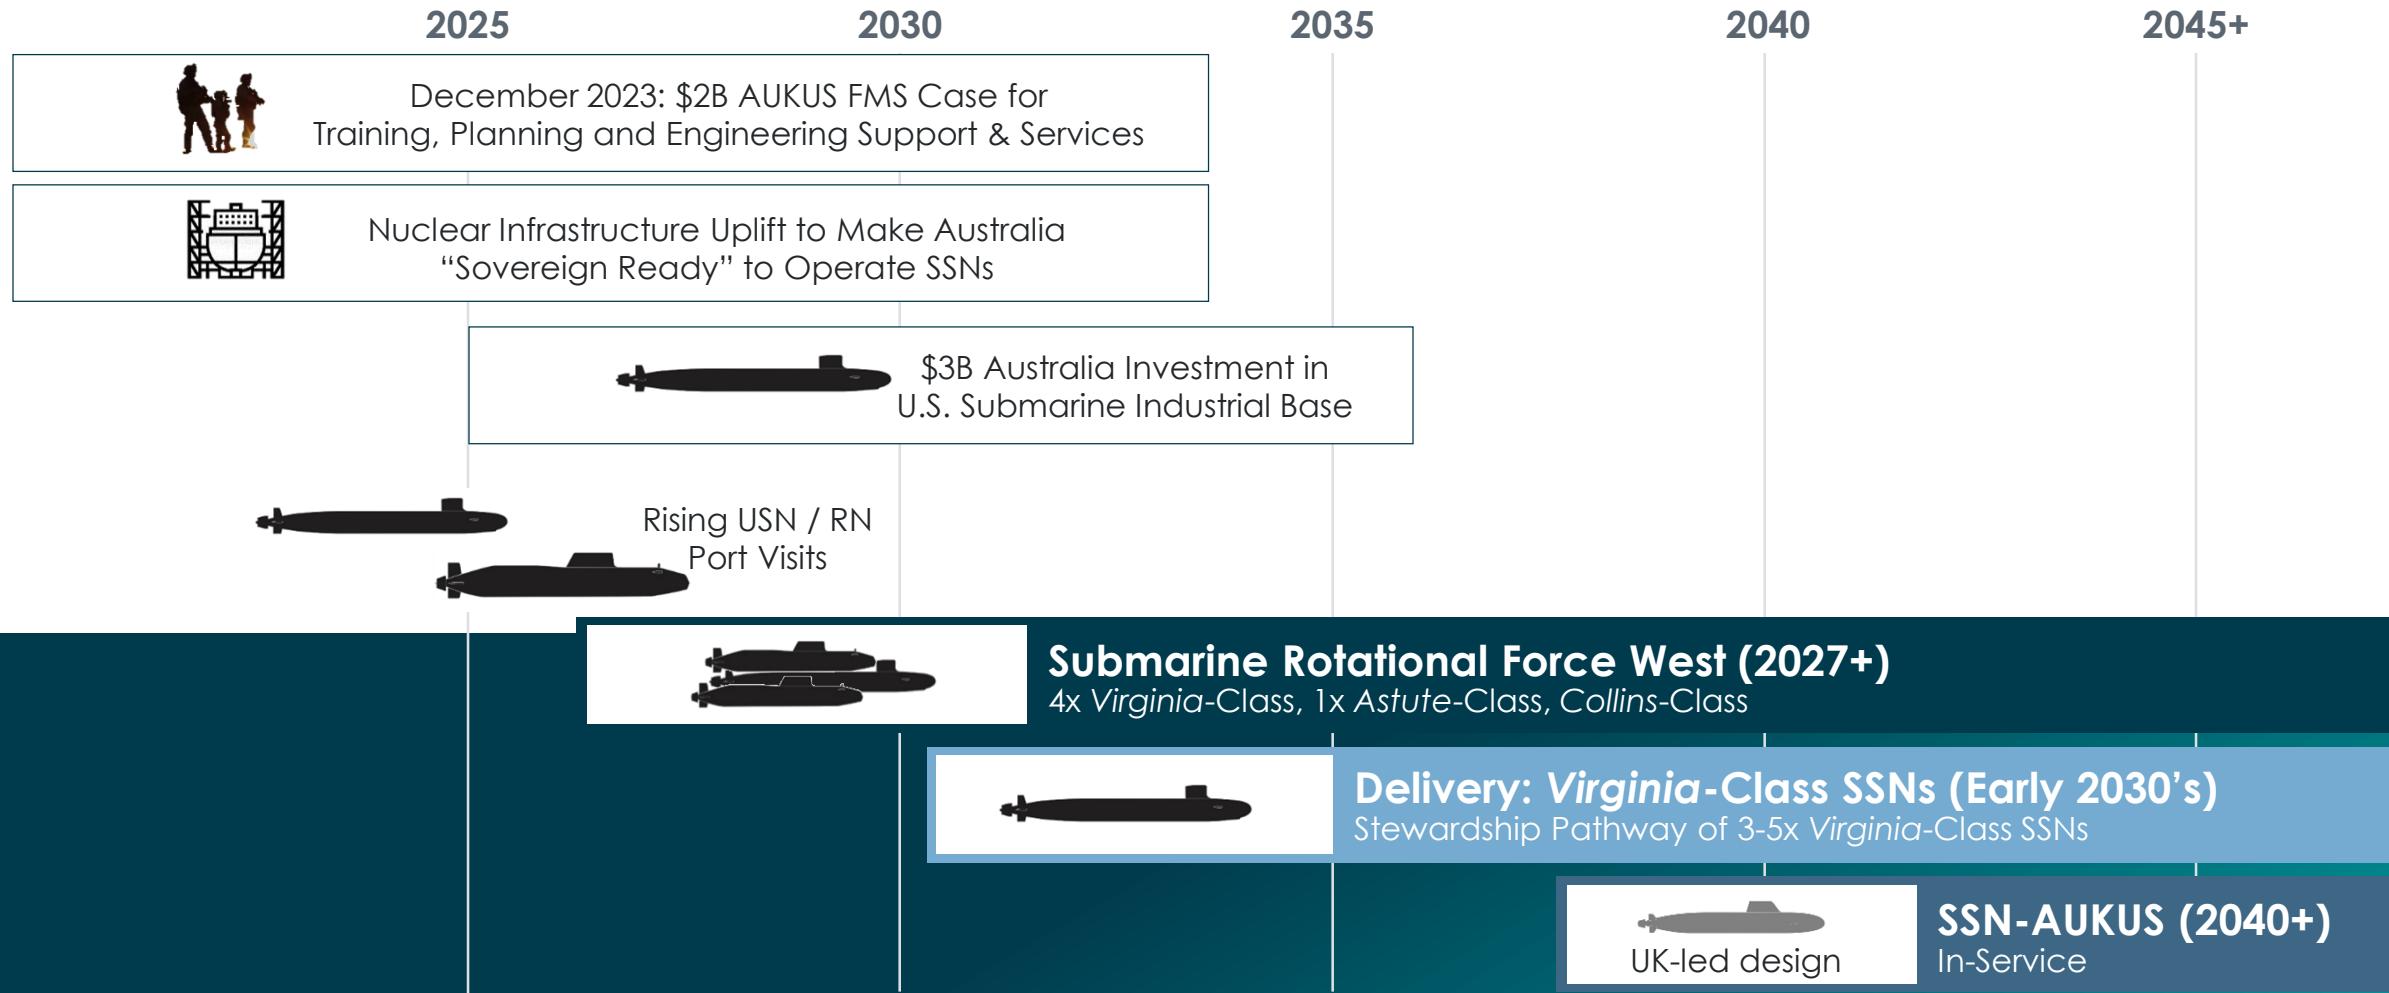 2025 2030 2035 2040 2045+
December 2023: $2B AUKUS FMS Case for
Training, Planning and Engineering Support & Services
Nuclear Infrastructure Uplift to Make Australia
“Sovereign Ready” to Operate SSNs
$3B Australia Investment in
U.S. Submarine Industrial Base
Rising USN / RN
Port Visits
Submarine Rotational Force West (2027+)
4x Virginia-Class, 1x Astute-Class, Collins-Class
Delivery: Virginia-Class SSNs (Early 2030’s)
Stewardship Pathway of 3-5x Virginia-Class SSNs
SSN-AUKUS (2040+)
UK-led design
In-Service